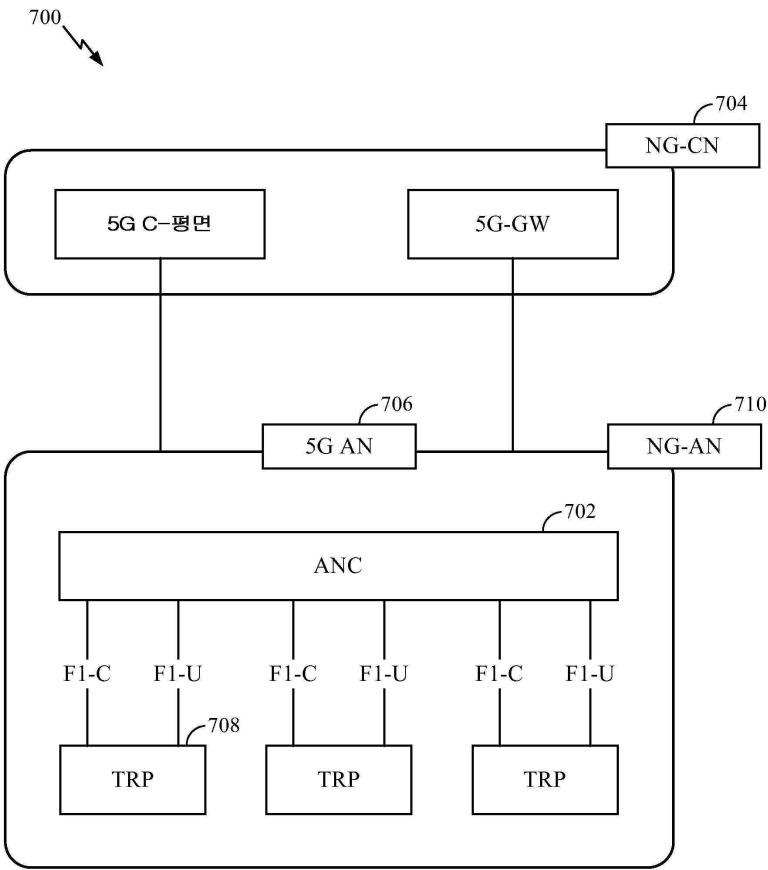 700
704
NG-CN
5G C-평면
5G-GW
706
710
5G AN
NG-AN
702
ANC
F1-C F1-U F1-C F1-U F1-C F1-U
708
TRP TRP TRP